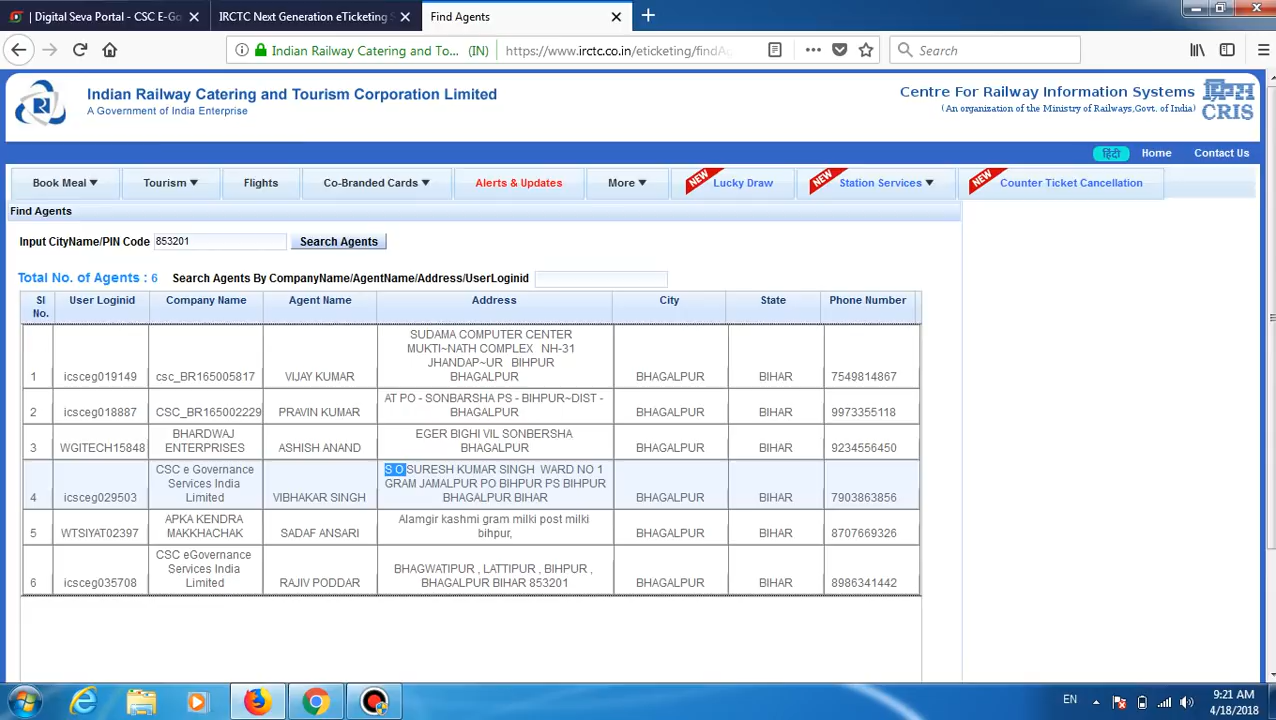 | Digital Seva Portal - CSC E-Go
IRCTC Next Generation eTicketing S
Find Agents
Indian Railway Catering and To... (IN)
https://www.irctc.co.in/eticketing/findAg
Search
Indian Railway Catering and Tourism Corporation Limited
A Government of India Enterprise
Centre For Railway Information Systems
(An organization of the Ministry of Railways,Govt. of India)
CRIS
हिंदी Home Contact Us
Book Meal Tourism Flights Co-Branded Cards Alerts & Updates More NEW Lucky Draw NEW Station Services NEW Counter Ticket Cancellation
Find Agents
Input CityName/PIN Code 853201 Search Agents
Total No. of Agents : 6 Search Agents By CompanyName/AgentName/Address/UserLoginid
Sl No. User Loginid Company Name Agent Name Address City State Phone Number
SUDAMA COMPUTER CENTER
MUKTI~NATH COMPLEX NH-31
JHANDAP~UR BIHPUR
1 icsceg019149 csc_BR165005817 VIJAY KUMAR BHAGALPUR BHAGALPUR BIHAR 7549814867
AT PO - SONBARSHA PS - BIHPUR~DIST -
2 icsceg018887 CSC_BR165002229 PRAVIN KUMAR BHAGALPUR BHAGALPUR BIHAR 9973355118
BHARDWAJ EGER BIGHI VIL SONBERSHA
3 WGITECH15848 ENTERPRISES ASHISH ANAND BHAGALPUR BHAGALPUR BIHAR 9234556450
CSC e Governance S O SURESH KUMAR SINGH WARD NO 1
Services India GRAM JAMALPUR PO BIHPUR PS BIHPUR
4 icsceg029503 Limited VIBHAKAR SINGH BHAGALPUR BIHAR BHAGALPUR BIHAR 7903863856
APKA KENDRA Alamgir kashmi gram milki post milki
5 WTSIYAT02397 MAKKHACHAK SADAF ANSARI bihpur, BHAGALPUR BIHAR 8707669326
CSC eGovernance
Services India BHAGWATIPUR , LATTIPUR , BIHPUR ,
6 icsceg035708 Limited RAJIV PODDAR BHAGALPUR BIHAR 853201 BHAGALPUR BIHAR 8986341442
EN
9:21 AM
4/18/2018